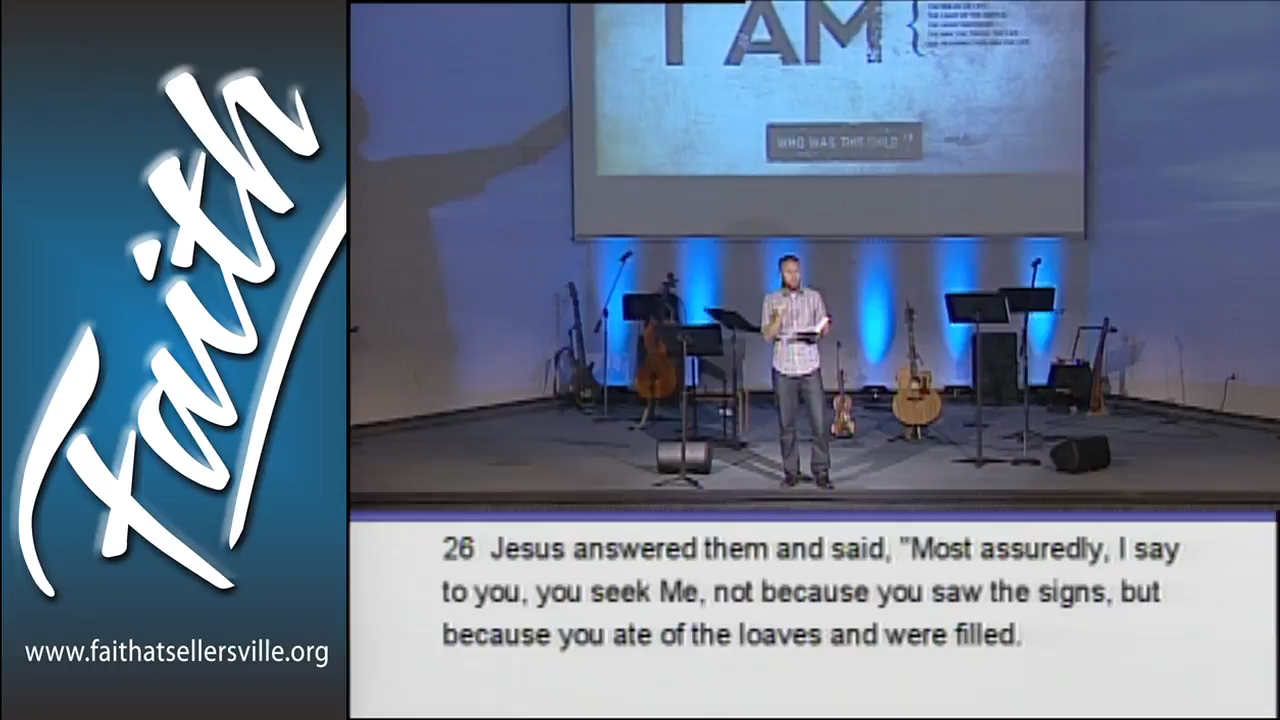 Faith
www.faithatsellersville.org
I AM
WHO WAS THIS CHILD
26 Jesus answered them and said, "Most assuredly, I say
to you, you seek Me, not because you saw the signs, but
because you ate of the loaves and were filled.